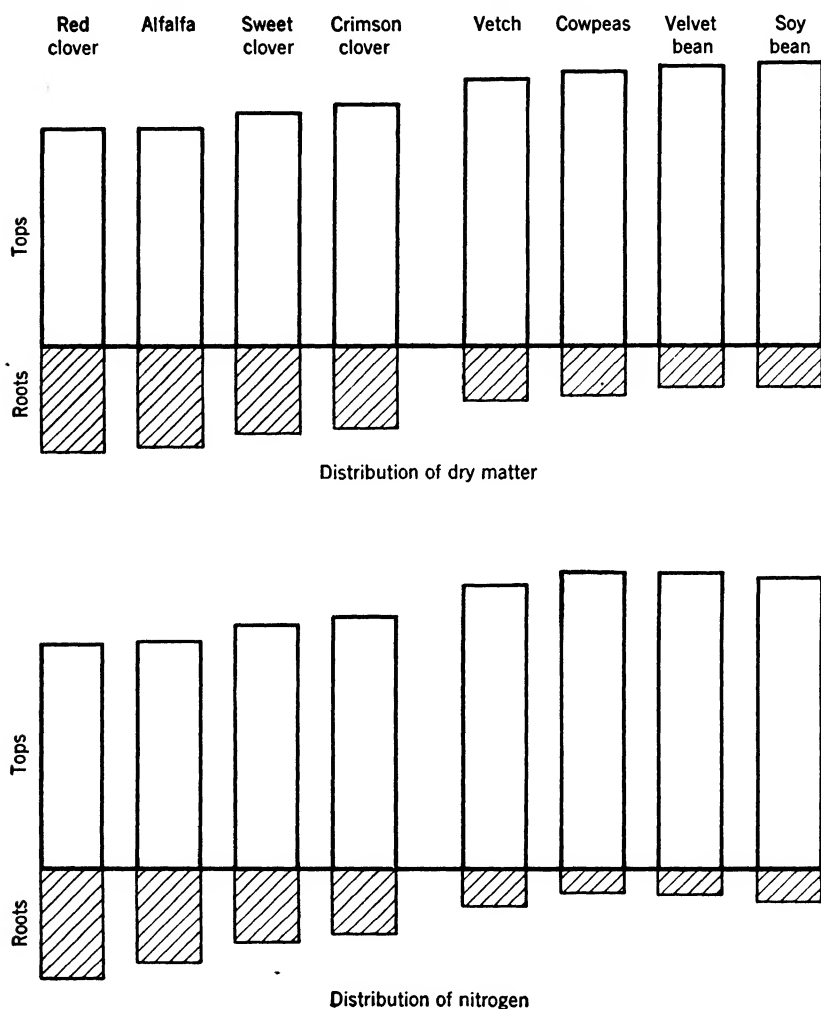 Red clover
Alfalfa
Sweet clover
Crimson clover
Vetch
Cowpeas
Velvet bean
Soy bean
Tops
Roots
Distribution of dry matter
Tops
Roots
Distribution of nitrogen